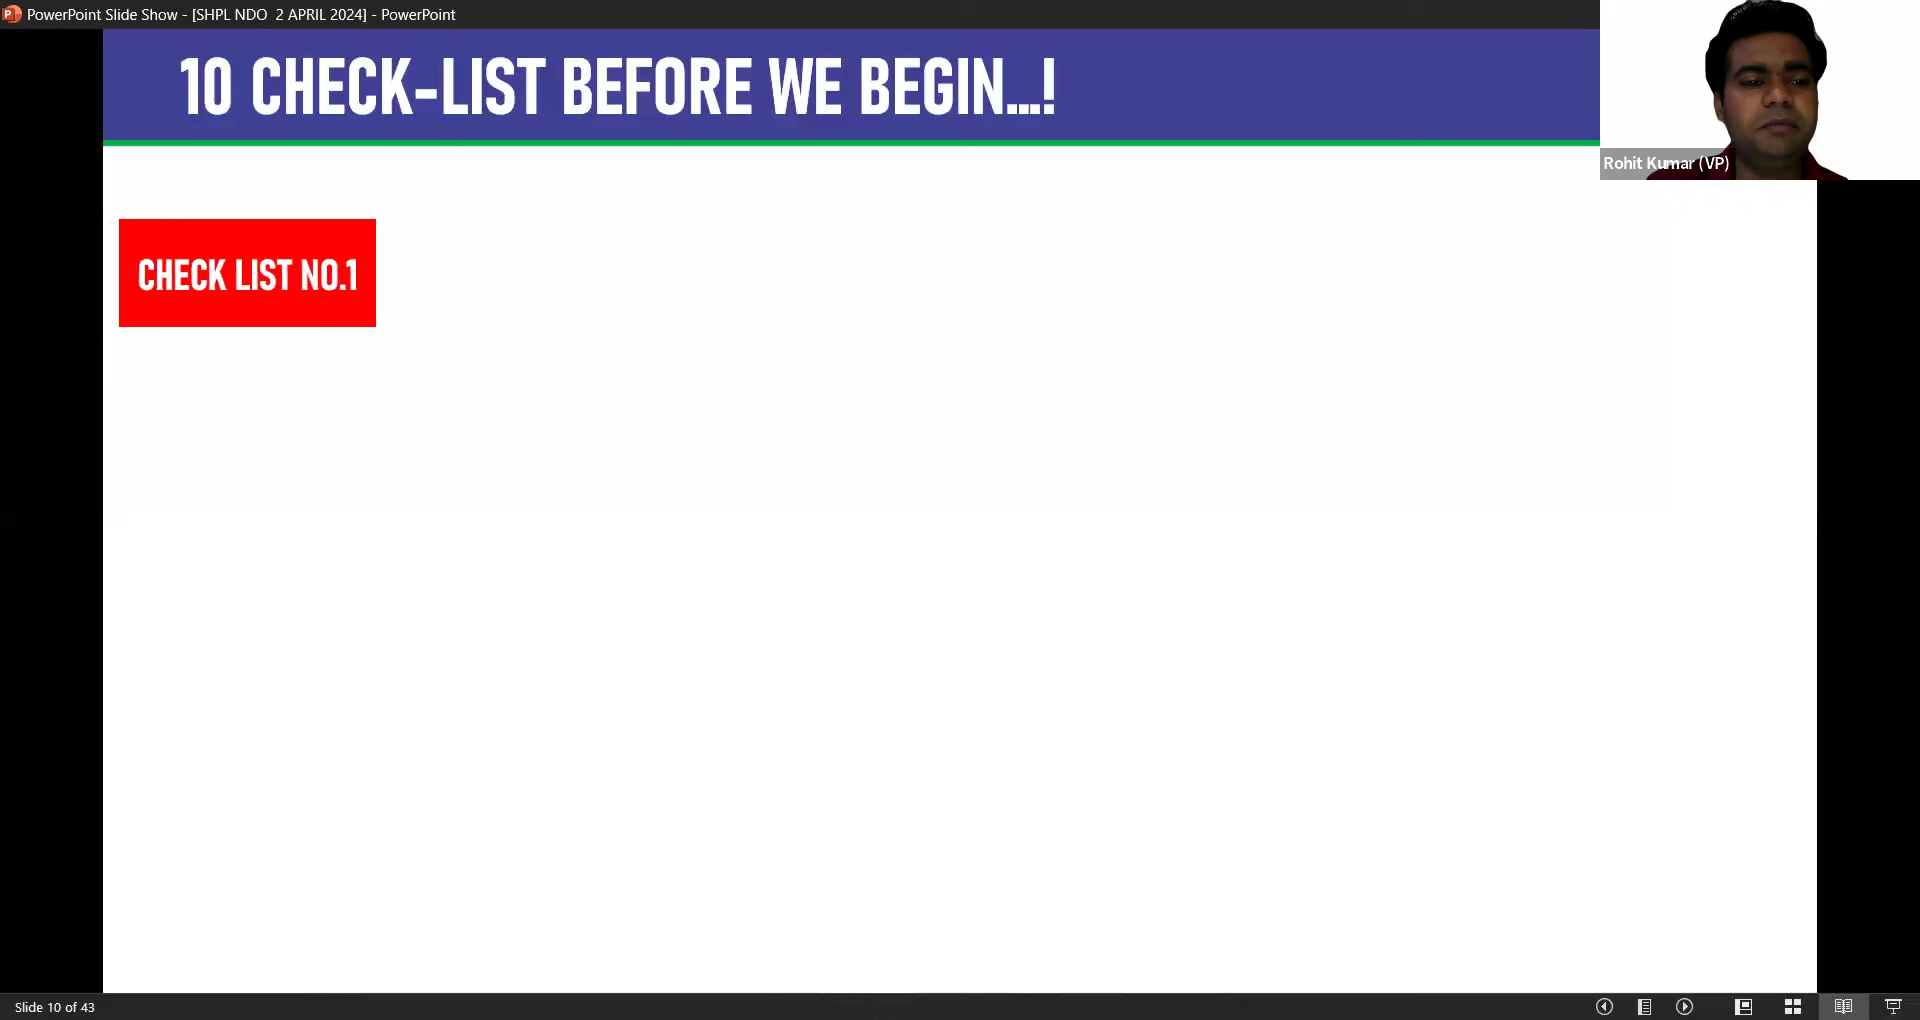 PowerPoint Slide Show - [SHPL NDO  2 APRIL 2024] - PowerPoint
10 CHECK-LIST BEFORE WE BEGIN...!
Rohit Kumar (VP)
CHECK LIST NO.1
Slide 10 of 43